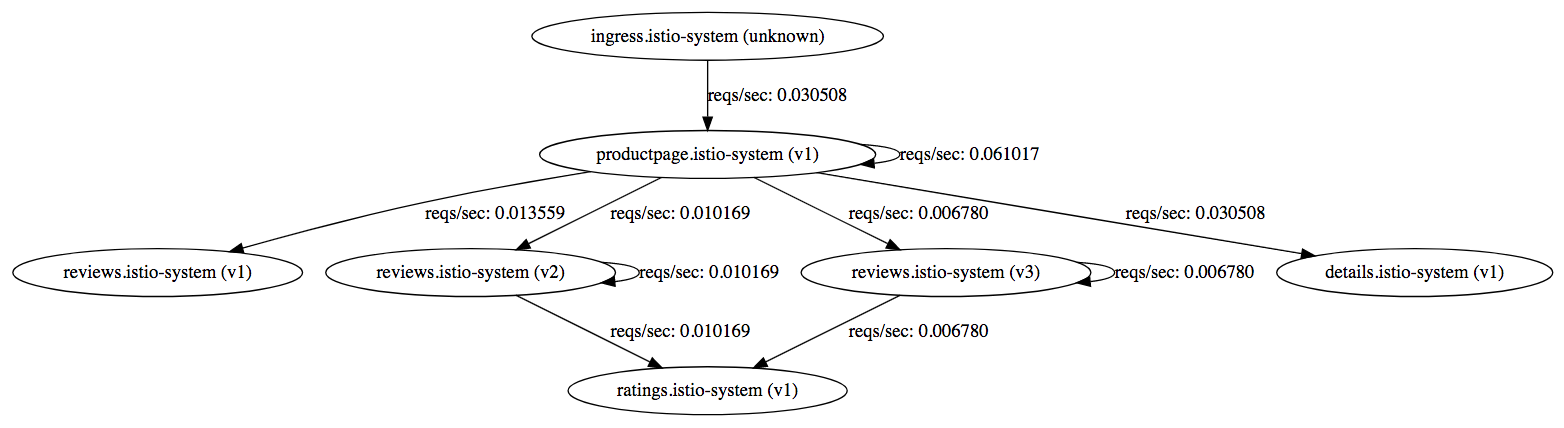 ingress.istio-system (unknown)
reqs/sec: 0.030508
productpage.istio-system (v1)
reqs/sec: 0.061017
reqs/sec: 0.013559
reqs/sec: 0.010169
reqs/sec: 0.006780
reqs/sec: 0.030508
reviews.istio-system (v1)
reviews.istio-system (v2)
reqs/sec: 0.010169
reviews.istio-system (v3)
reqs/sec: 0.006780
details.istio-system (v1)
reqs/sec: 0.010169
reqs/sec: 0.006780
ratings.istio-system (v1)